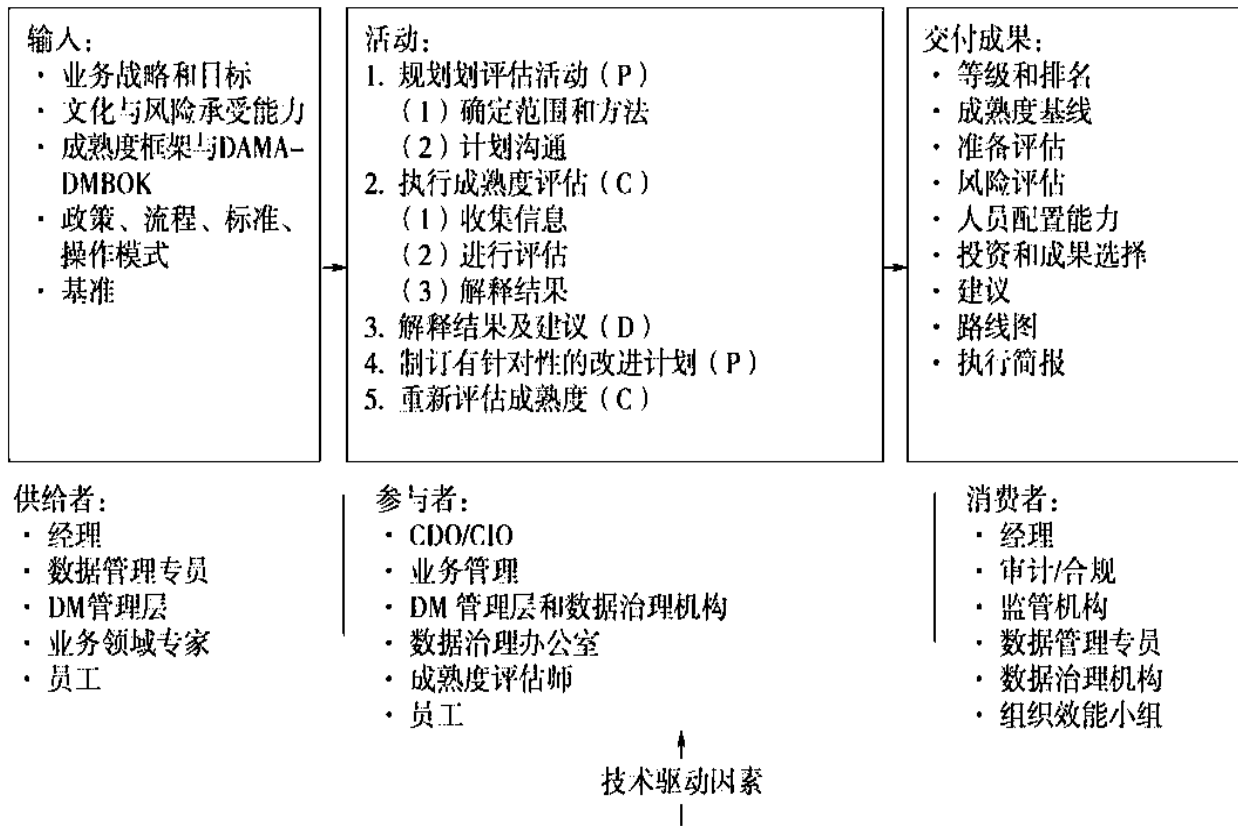 输入：
· 业务战略和目标
· 文化与风险承受能力
· 成熟度框架与DAMA-
DMBOK
· 政策、流程、标准、
操作模式
· 基准
活动：
1. 规划划评估活动（P）
（1）确定范围和方法
（2）计划沟通
2. 执行成熟度评估（C）
（1）收集信息
（2）进行评估
（3）解释结果
3. 解释结果及建议（D）
4. 制订有针对性的改进计划（P）
5. 重新评估成熟度（C）
交付成果：
· 等级和排名
· 成熟度基线
· 准备评估
· 风险评估
· 人员配置能力
· 投资和成果选择
· 建议
· 路线图
· 执行简报
供给者：
· 经理
· 数据管理专员
· DM管理层
· 业务领域专家
· 员工
参与者：
· CDO/CIO
· 业务管理
· DM 管理层和数据治理机构
· 数据治理办公室
· 成熟度评估师
· 员工
消费者：
· 经理
· 审计/合规
· 监管机构
· 数据管理专员
· 数据治理机构
· 组织效能小组
技术驱动因素